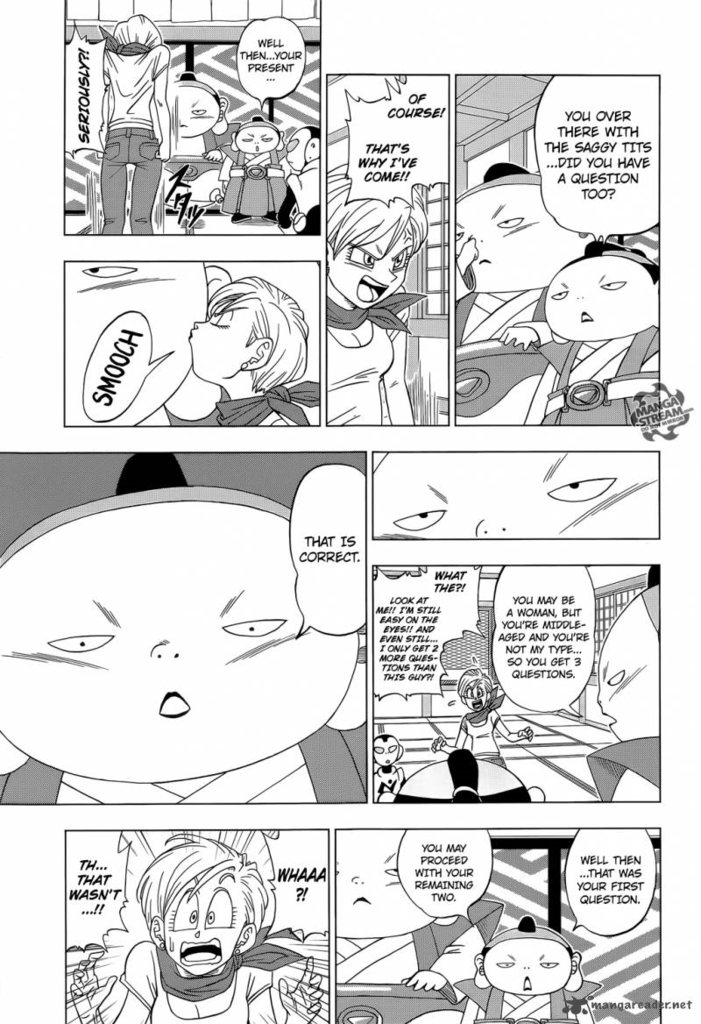 YOU OVER
THERE WITH
THE SAGGY TITS
...DID YOU HAVE
A QUESTION
TOO?
OF
COURSE!
THAT'S
WHY I'VE
COME!!
WELL
THEN...YOUR
PRESENT
...
SERIOUSLY?!
SMOOCH
YOU MAY BE
A WOMAN, BUT
YOU'RE MIDDLE-
AGED AND YOU'RE
NOT MY TYPE...
SO YOU GET 3
QUESTIONS.
WHAT
THE?!
LOOK AT
ME!! I'M STILL
EASY ON THE
EYES!! AND
EVEN STILL...
I ONLY GET 2
MORE QUES-
TIONS THAN
THIS GUY?!
THAT IS
CORRECT.
WELL THEN
...THAT WAS
YOUR FIRST
QUESTION.
YOU MAY
PROCEED
WITH YOUR
REMAINING
TWO.
WHAAA
?!
TH...
THAT
WASN'T
...!!
MANGA
STREAM
mangareader.net